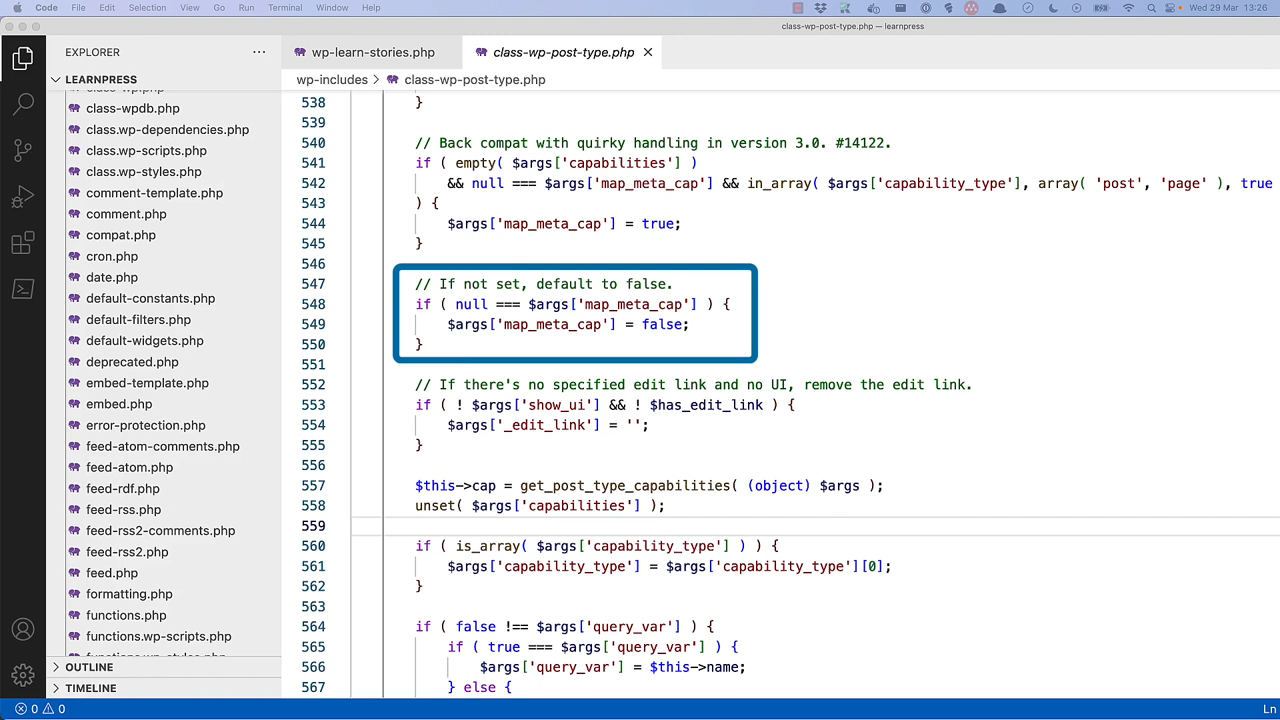 Code File Edit Selection View Go Run Terminal Window Help Wed 29 Mar 13:26
class-wp-post-type.php — learnpress
EXPLORER
LEARNPRESS
class-wpdb.php
class.wp-dependencies.php
class.wp-scripts.php
class.wp-styles.php
comment-template.php
comment.php
compat.php
cron.php
date.php
default-constants.php
default-filters.php
default-widgets.php
deprecated.php
embed-template.php
embed.php
error-protection.php
feed-atom-comments.php
feed-atom.php
feed-rdf.php
feed-rss.php
feed-rss2-comments.php
feed-rss2.php
feed.php
formatting.php
functions.php
functions.wp-scripts.php
functions.wp-styles.php
OUTLINE
TIMELINE
wp-learn-stories.php class-wp-post-type.php
wp-includes > class-wp-post-type.php
538 }
539
540 // Back compat with quirky handling in version 3.0. #14122.
541 if ( empty( $args['capabilities'] )
542 && null === $args['map_meta_cap'] && in_array( $args['capability_type'], array( 'post', 'page' ), true
543 ) {
544 $args['map_meta_cap'] = true;
545 }
546
547 // If not set, default to false.
548 if ( null === $args['map_meta_cap'] ) {
549 $args['map_meta_cap'] = false;
550 }
551
552 // If there's no specified edit link and no UI, remove the edit link.
553 if ( ! $args['show_ui'] && ! $has_edit_link ) {
554 $args['_edit_link'] = '';
555 }
556
557 $this->cap = get_post_type_capabilities( (object) $args );
558 unset( $args['capabilities'] );
559
560 if ( is_array( $args['capability_type'] ) ) {
561 $args['capability_type'] = $args['capability_type'][0];
562 }
563
564 if ( false !== $args['query_var'] ) {
565 if ( true === $args['query_var'] ) {
566 $args['query_var'] = $this->name;
567 } else {
0 0
Ln